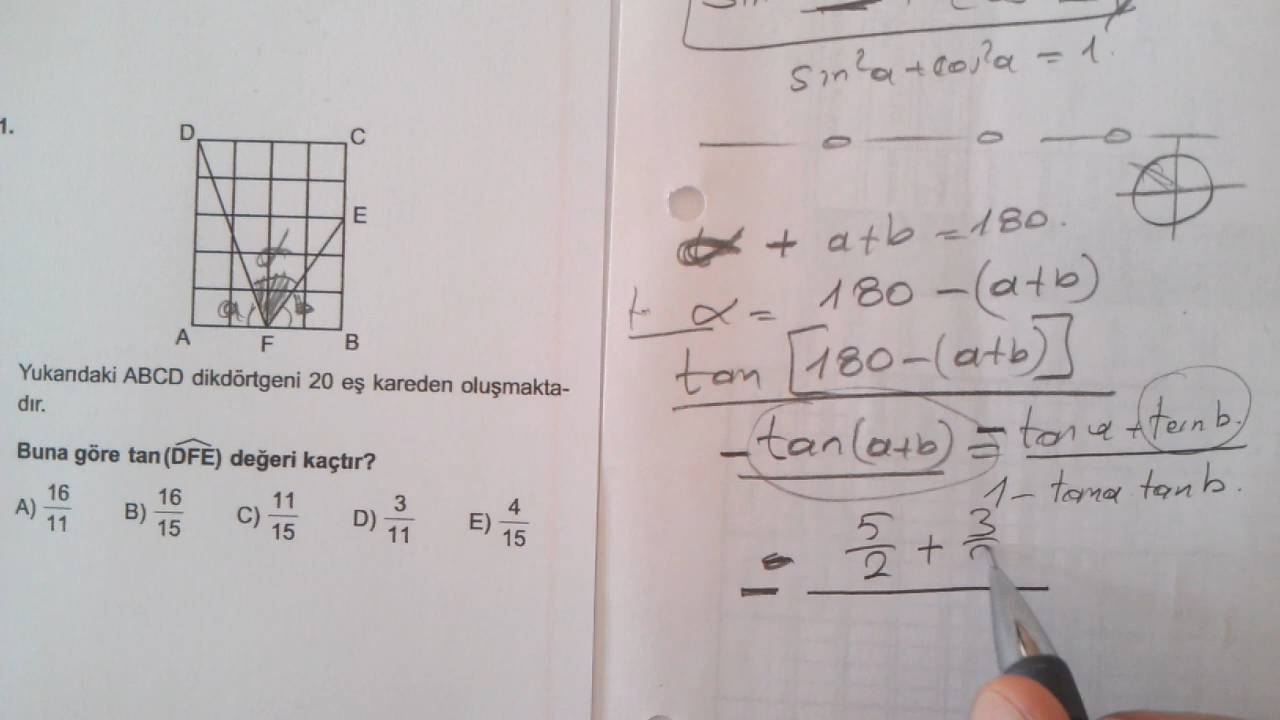 sin²a + cos²a = 1.
1.
D C
E
α
a b
A F B
Yukarıdaki ABCD dikdörtgeni 20 eş kareden oluşmakta-
dır.
Buna göre tan(DFE) değeri kaçtır?
A) 16/11 B) 16/15 C) 11/15 D) 3/11 E) 4/15
α + a+b = 180.
α = 180 - (a+b)
tan [180-(a+b)]
- tan(a+b) = - tan a + tan b.
1 - tana tan b.
- 5/2 + 3/2